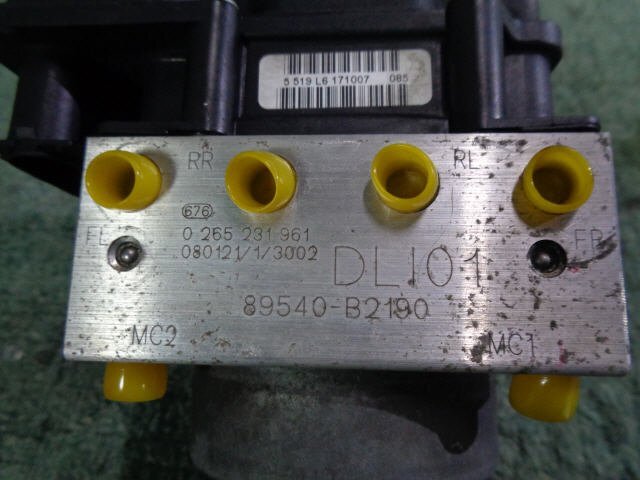 5 519 L6 171007 085
RR RL
676
FL 0 265 231 961 FR
080121/1/3002
DLI01
89540-B2190
MC2 MC1